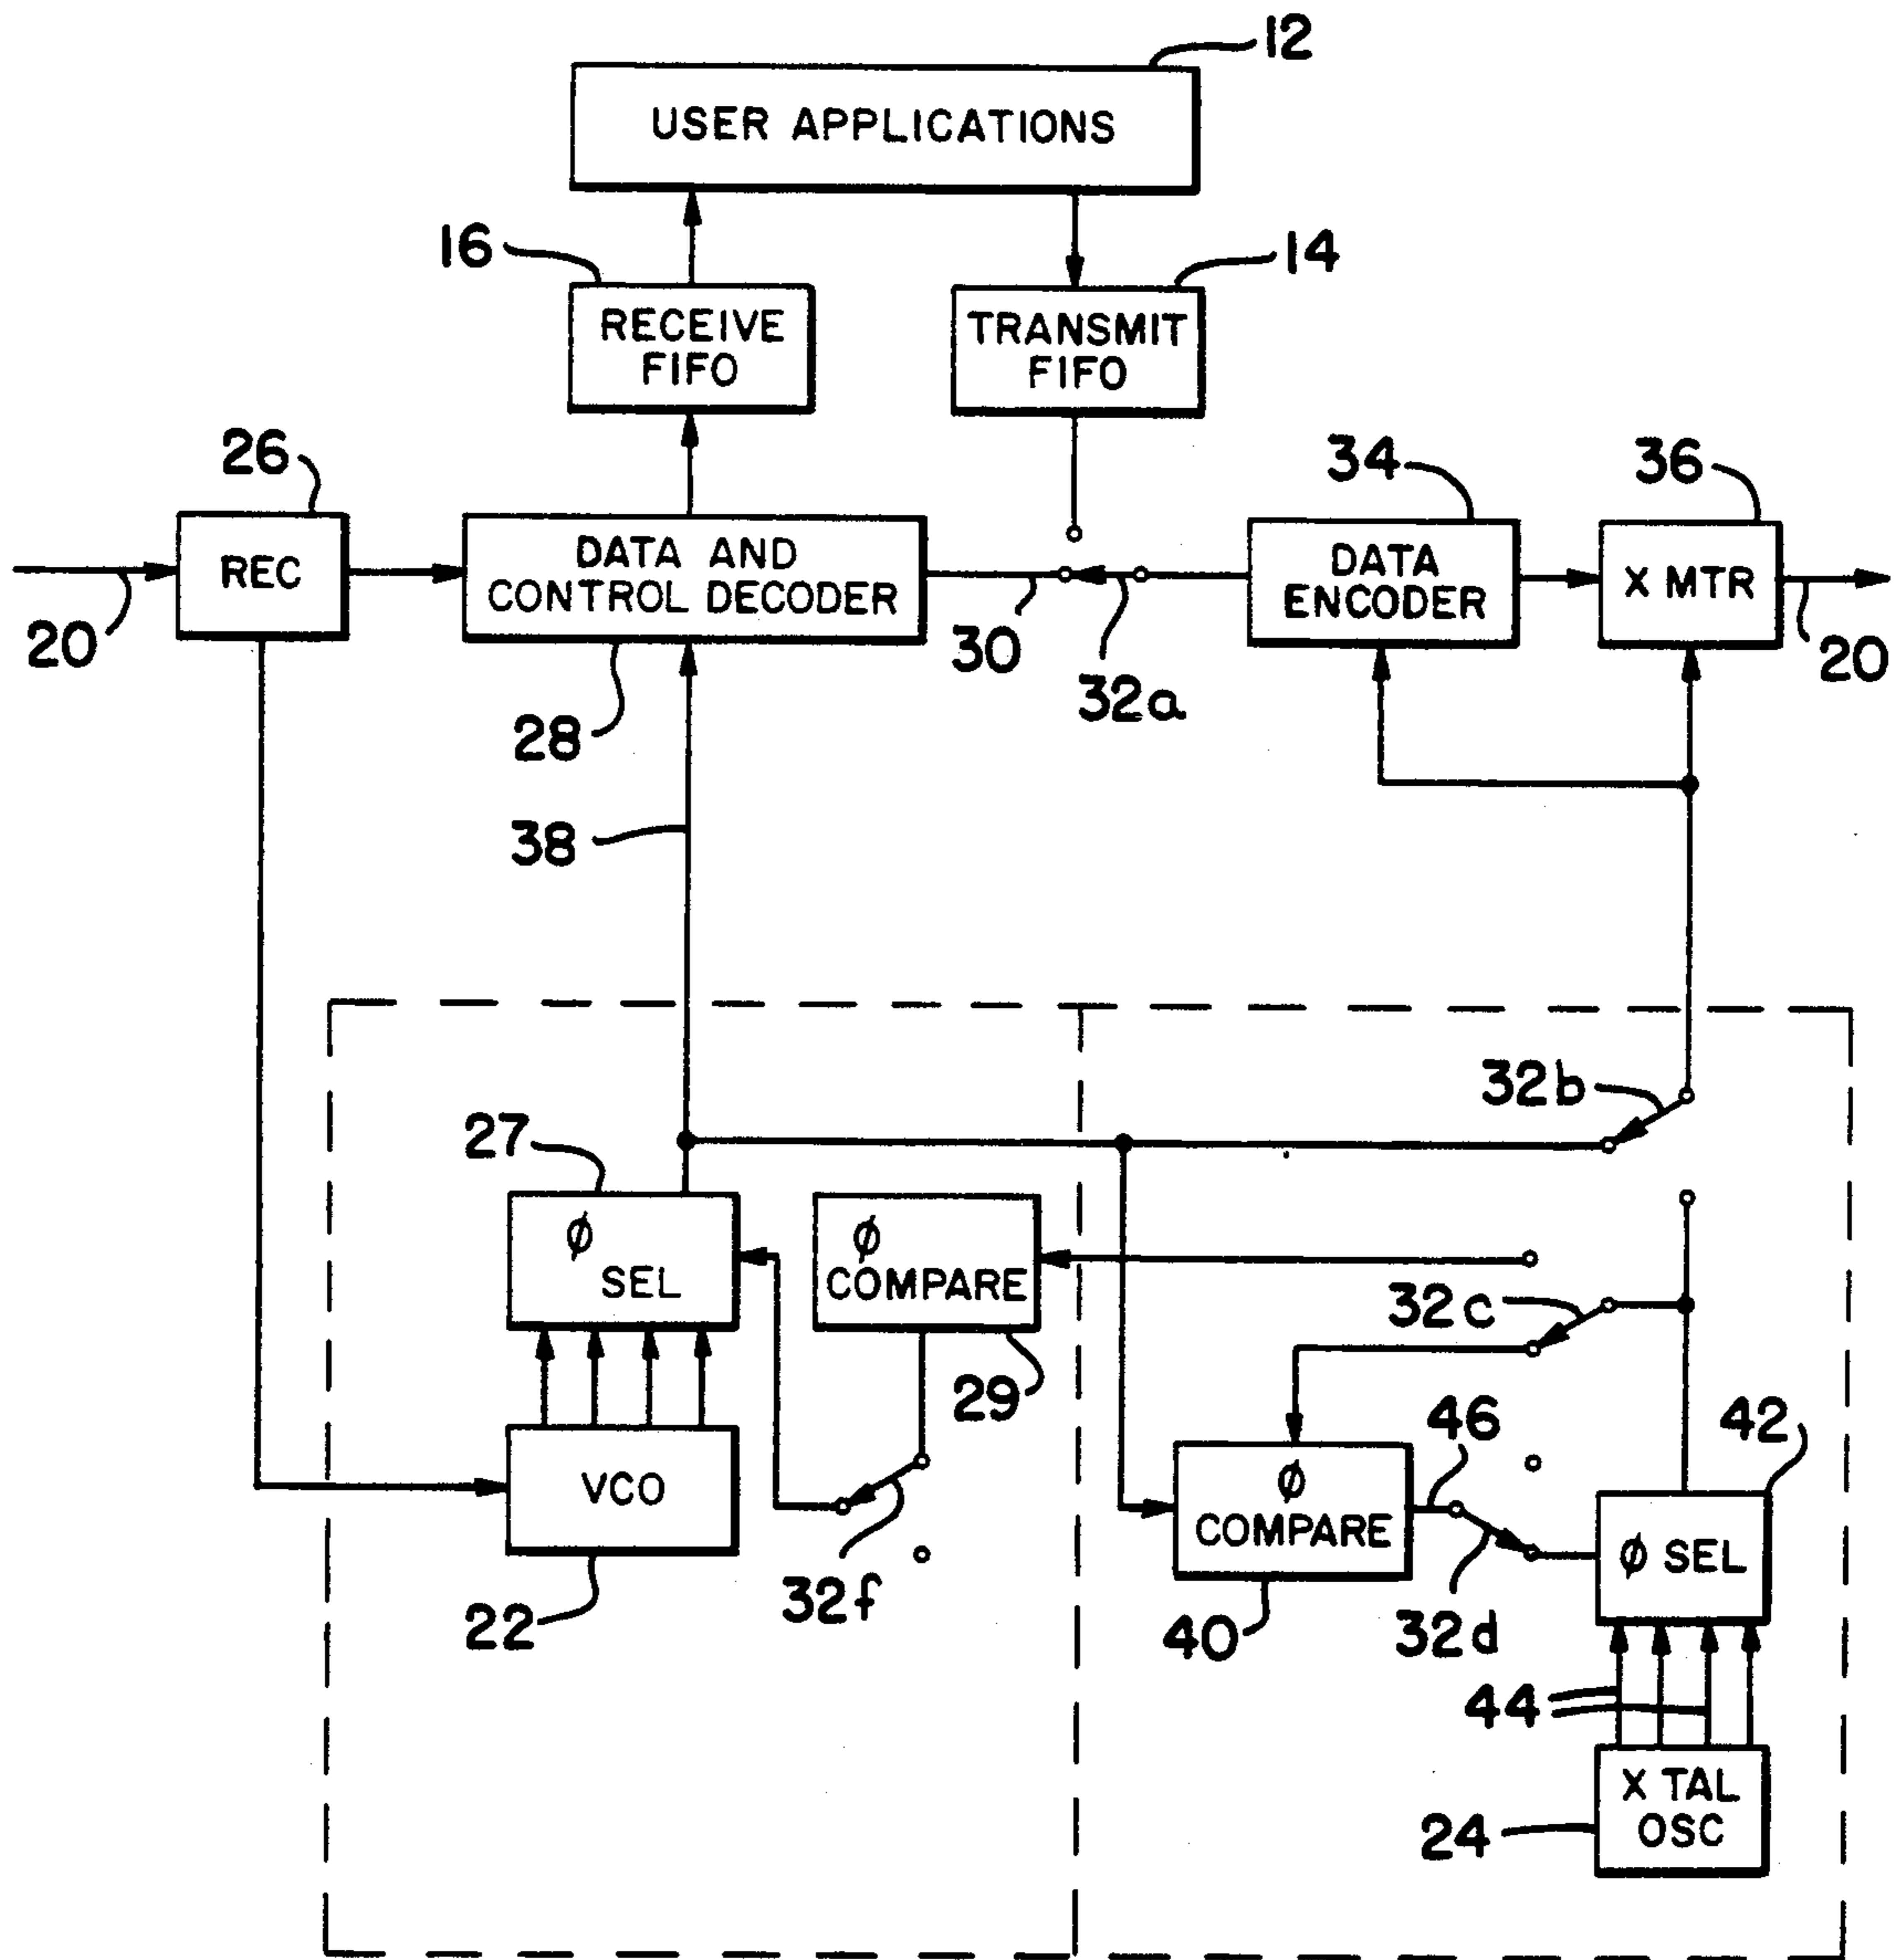 12
USER APPLICATIONS
16
14
RECEIVE
FIFO
TRANSMIT
FIFO
26
34
36
REC
DATA AND
CONTROL DECODER
DATA
ENCODER
X MTR
20
30
32a
20
28
38
32b
27
φ
SEL
φ
COMPARE
32c
29
46
42
VCO
φ
COMPARE
φ SEL
22
32f
40
32d
44
X TAL
OSC
24